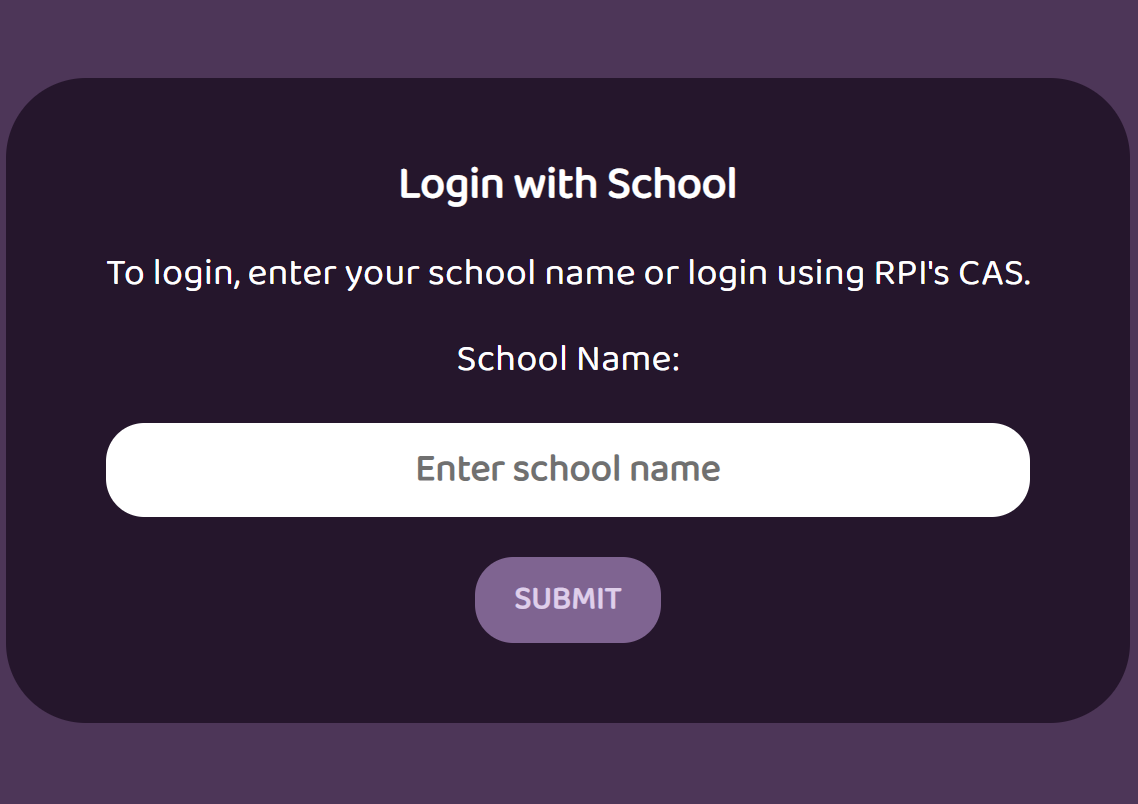 Login with School
To login, enter your school name or login using RPI's CAS.
School Name:
Enter school name
SUBMIT